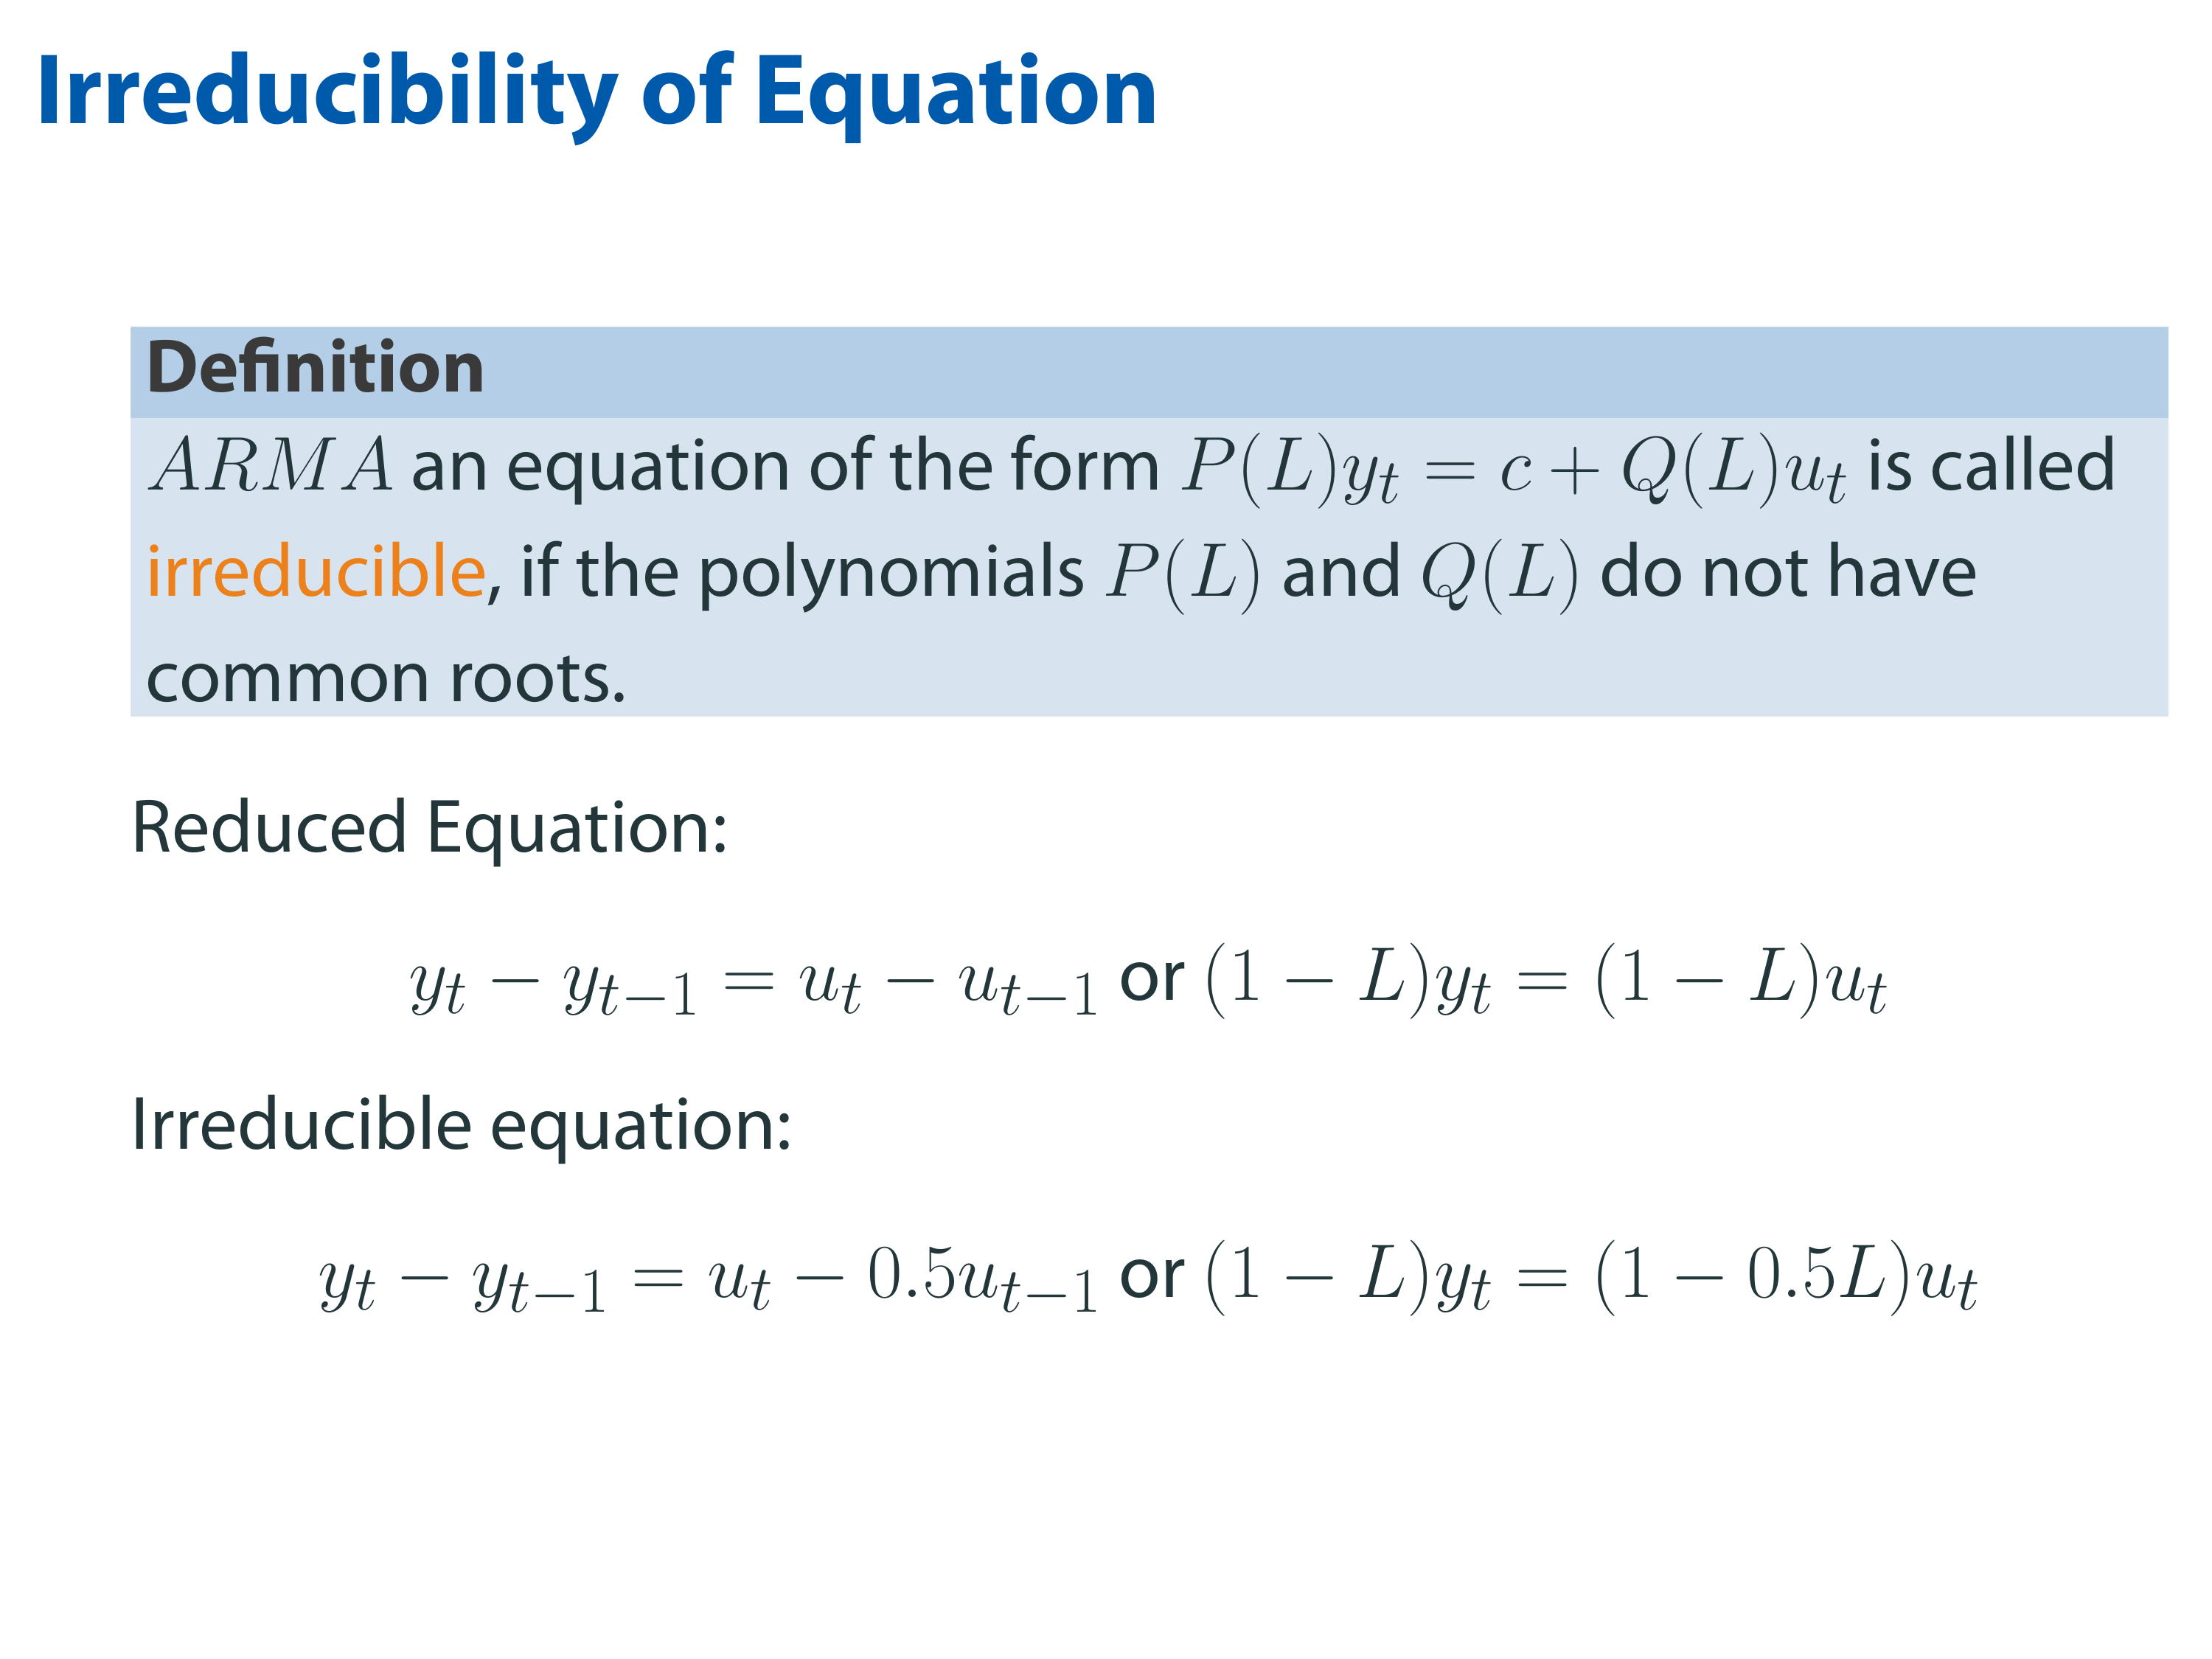 Irreducibility of Equation
Definition
ARMA an equation of the form P(L)y_t = c + Q(L)u_t is called
irreducible, if the polynomials P(L) and Q(L) do not have
common roots.
Reduced Equation:
y_t − y_{t−1} = u_t − u_{t−1} or (1 − L)y_t = (1 − L)u_t
Irreducible equation:
y_t − y_{t−1} = u_t − 0.5u_{t−1} or (1 − L)y_t = (1 − 0.5L)u_t